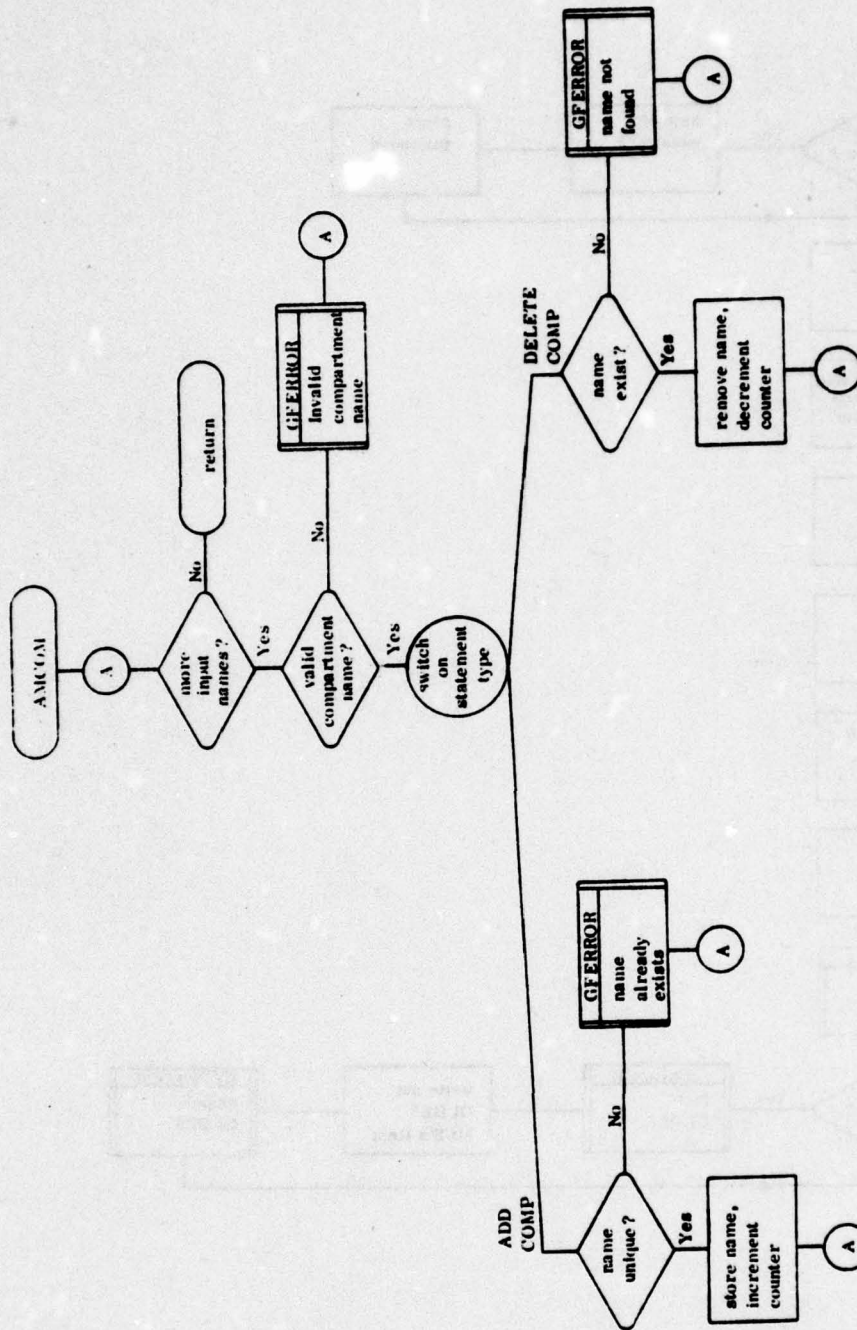 AMCOM
A
more
input
names?
No
return
Yes
valid
compartment
name?
No
GFERROR
Invalid
compartment
name
A
Yes
switch
on
statement
type
ADD
COMP
name
unique?
No
GFERROR
name
already
exists
A
Yes
store name,
increment
counter
A
DELETE
COMP
name
exist?
No
GFERROR
name not
found
A
Yes
remove name,
decrement
counter
A